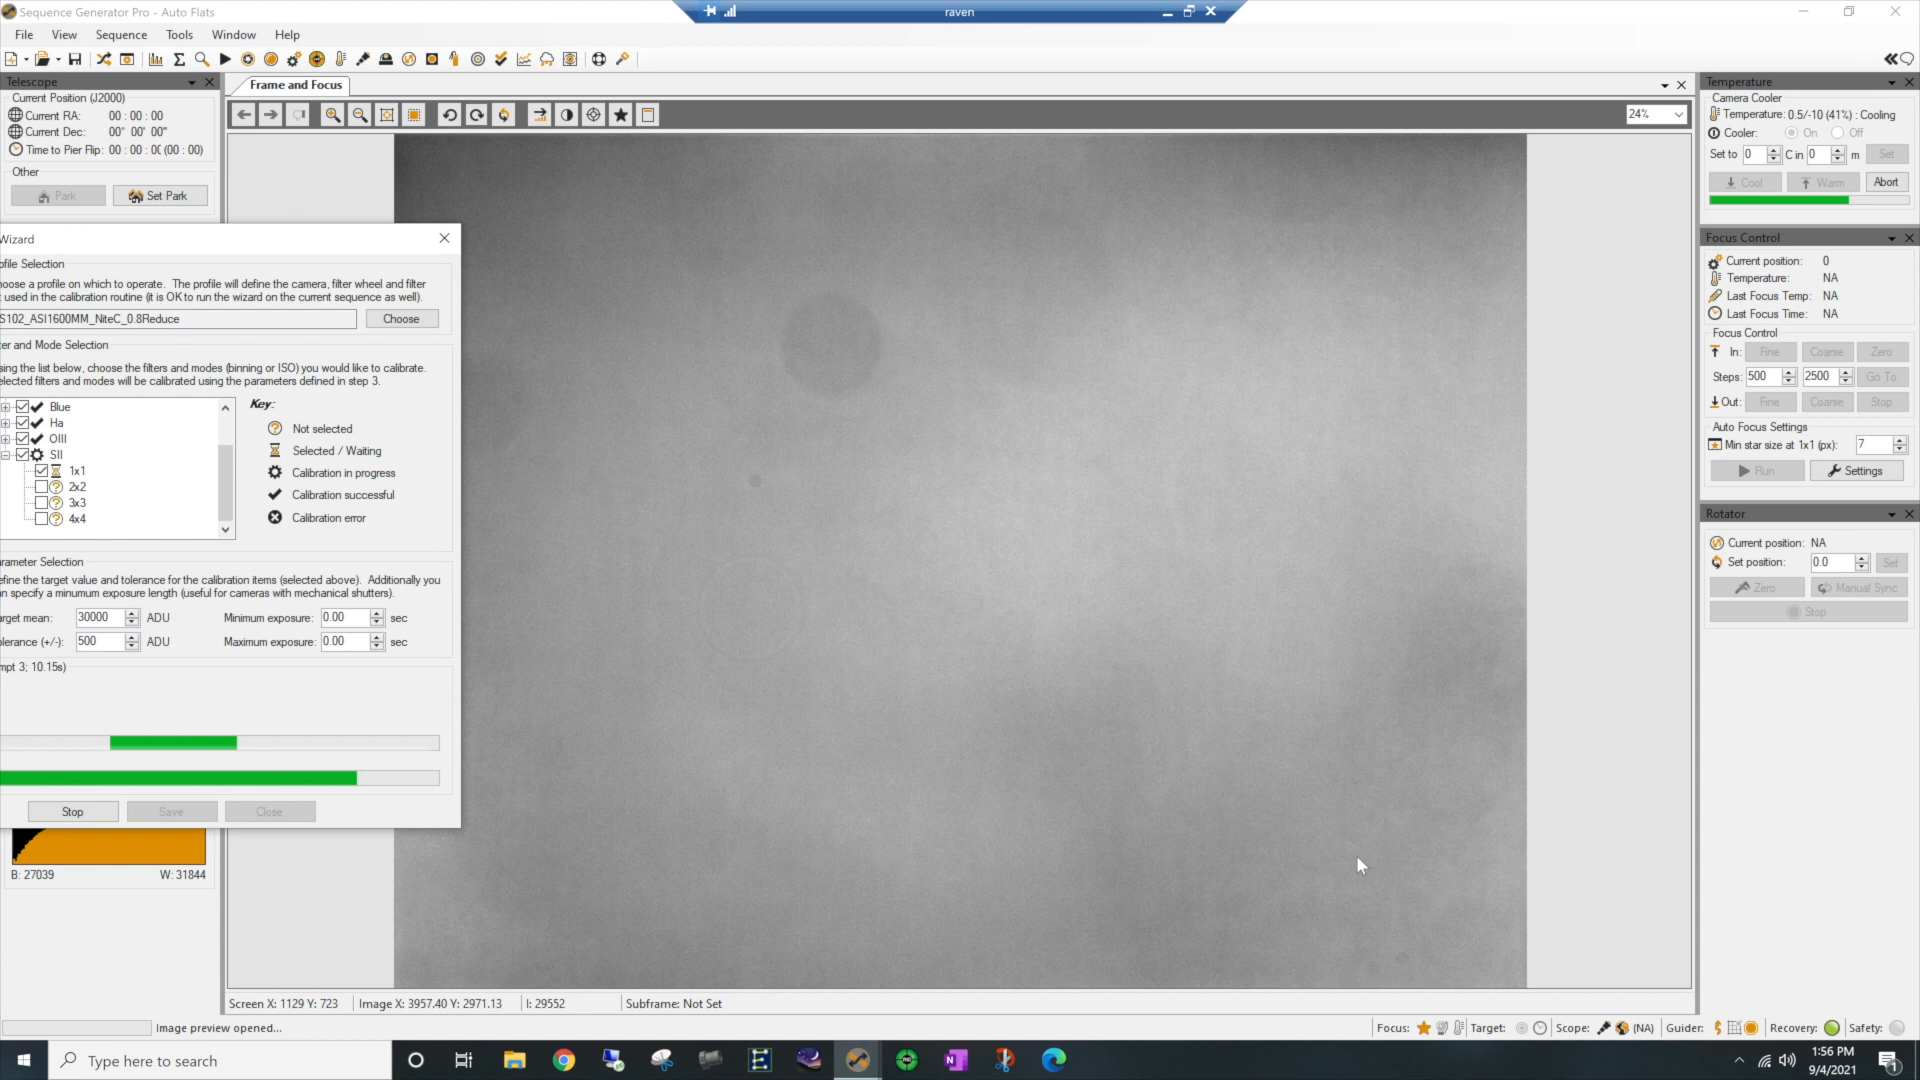 Sequence Generator Pro - Auto Flats
raven
File View Sequence Tools Window Help
Telescope
Current Position (J2000)
Current RA: 00 : 00 : 00
Current Dec: 00° 00' 00"
Time to Pier Flip: 00 : 00 : 0( (00 : 00)
Other
Park
Set Park
Wizard
ofile Selection
hoose a profile on which to operate. The profile will define the camera, filter wheel and filter
t used in the calibration routine (it is OK to run the wizard on the current sequence as well).
S102_ASI1600MM_NiteC_0.8Reduce
Choose
ter and Mode Selection
sing the list below, choose the filters and modes (binning or ISO) you would like to calibrate.
elected filters and modes will be calibrated using the parameters defined in step 3.
Blue
Ha
OIII
SII
1x1
2x2
3x3
4x4
Key:
Not selected
Selected / Waiting
Calibration in progress
Calibration successful
Calibration error
arameter Selection
efine the target value and tolerance for the calibration items (selected above). Additionally you
an specify a minumum exposure length (useful for cameras with mechanical shutters).
arget mean: 30000 ADU Minimum exposure: 0.00 sec
olerance (+/-): 500 ADU Maximum exposure: 0.00 sec
mpt 3; 10.15s)
Stop Save Close
B: 27039 W: 31844
Frame and Focus
24%
Screen X: 1129 Y: 723 Image X: 3957.40 Y: 2971.13 I: 29552 Subframe: Not Set
Temperature
Camera Cooler
Temperature: 0.5/-10 (41%) : Cooling
Cooler: On Off
Set to 0 C in 0 m Set
Cool Warm Abort
Focus Control
Current position: 0
Temperature: NA
Last Focus Temp: NA
Last Focus Time: NA
Focus Control
In: Fine Coarse Zero
Steps: 500 2500 Go To
Out: Fine Coarse Stop
Auto Focus Settings
Min star size at 1x1 (px): 7
Run Settings
Rotator
Current position: NA
Set position: 0.0 Set
Zero Manual Sync
Stop
Image preview opened...
Focus: Target: Scope: (NA) Guider: Recovery: Safety:
Type here to search
1:56 PM
9/4/2021